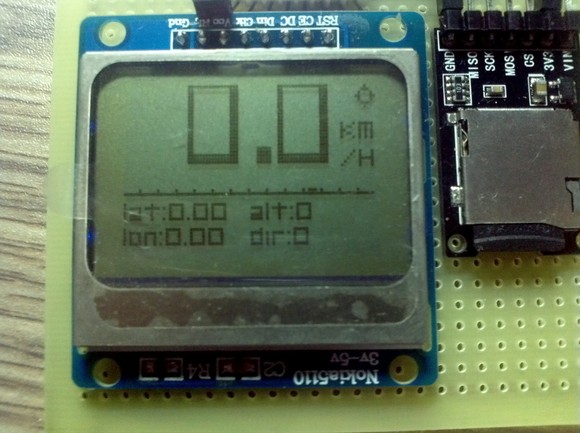 RST CE DC Din Clk Vcc Gnd
0.0
KM
/H
lat:0.00 alt:0
lon:0.00 dir:0
R4 C2
3v-5v
Nokia5110
GND MISO SCK MOSI CS 3V3 VIN